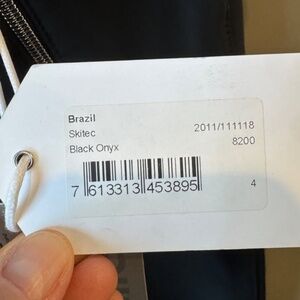 Brazil
Skitec 2011/111118
Black Onyx 8200
7 613313 453895 4